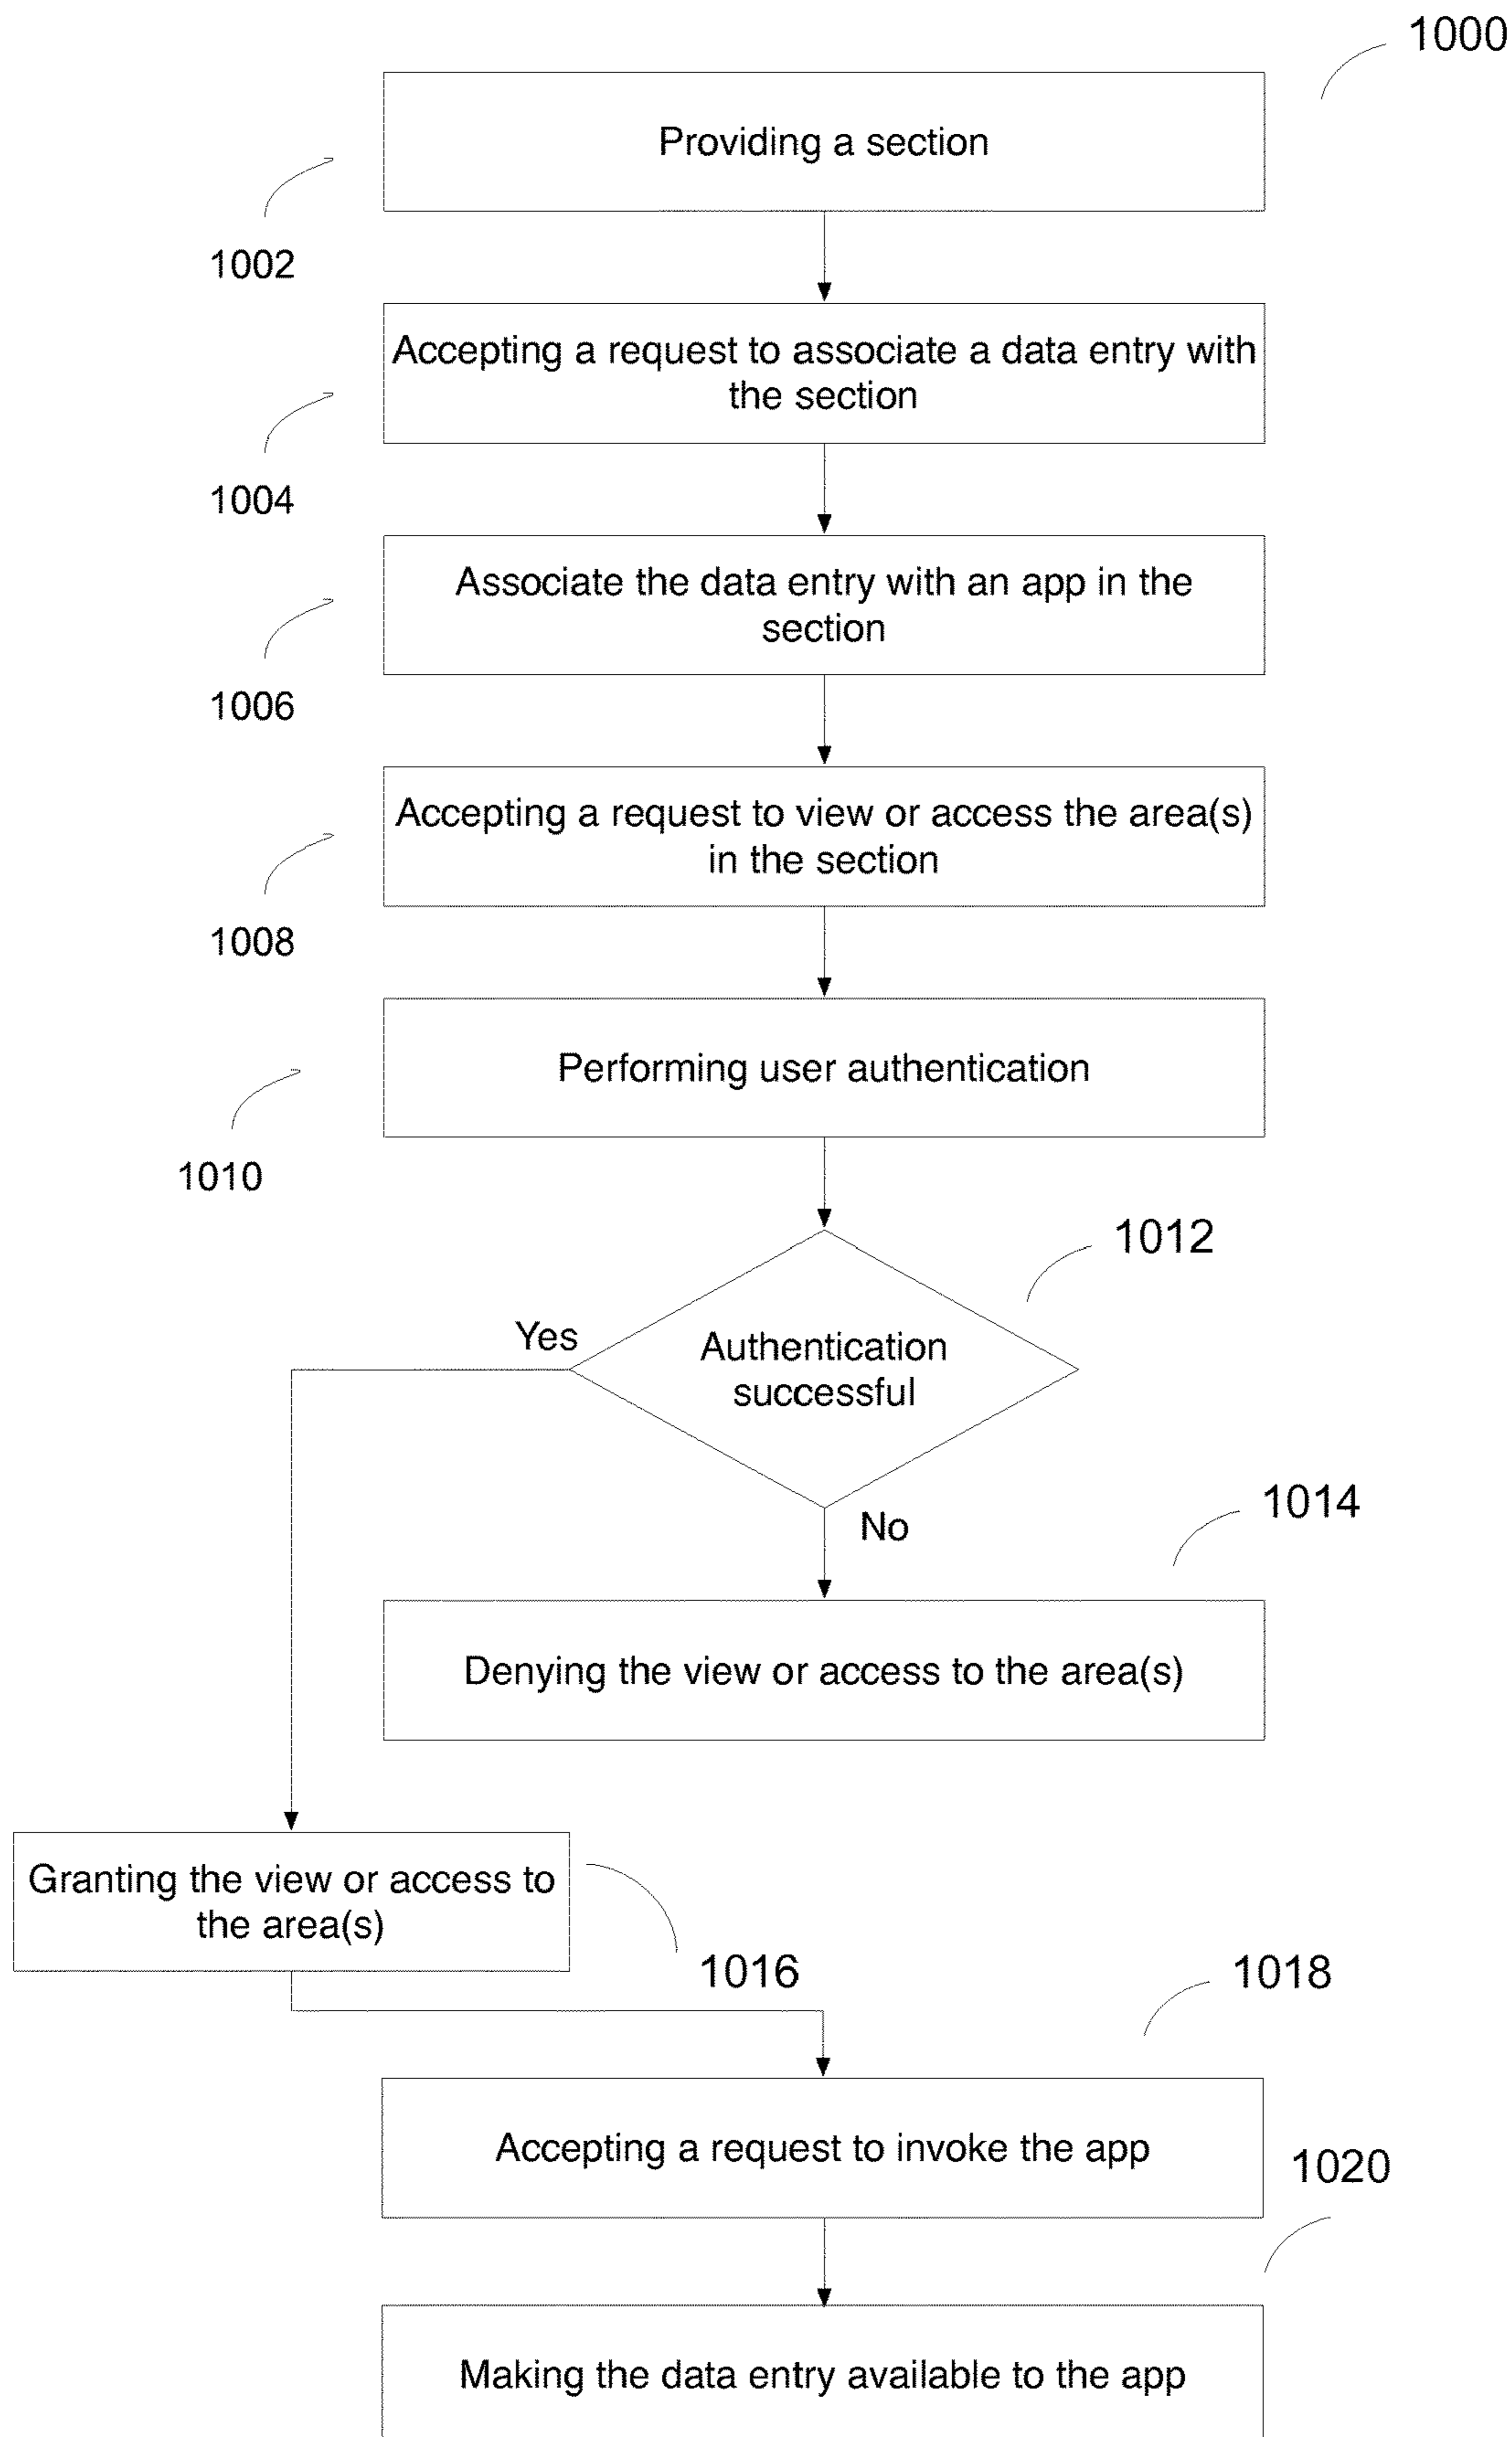 1000
Providing a section
1002
Accepting a request to associate a data entry with
the section
1004
Associate the data entry with an app in the
section
1006
Accepting a request to view or access the area(s)
in the section
1008
Performing user authentication
1010
1012
Yes
Authentication
successful
No
1014
Denying the view or access to the area(s)
Granting the view or access to
the area(s)
1016
1018
Accepting a request to invoke the app
1020
Making the data entry available to the app